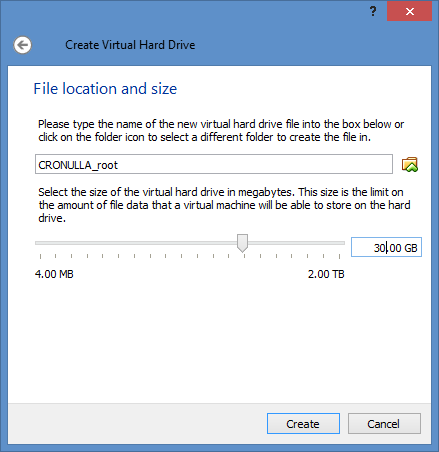 ?
Create Virtual Hard Drive
File location and size
Please type the name of the new virtual hard drive file into the box below or
click on the folder icon to select a different folder to create the file in.
CRONULLA_root
Select the size of the virtual hard drive in megabytes. This size is the limit on
the amount of file data that a virtual machine will be able to store on the hard
drive.
30.00 GB
4.00 MB 2.00 TB
Create Cancel